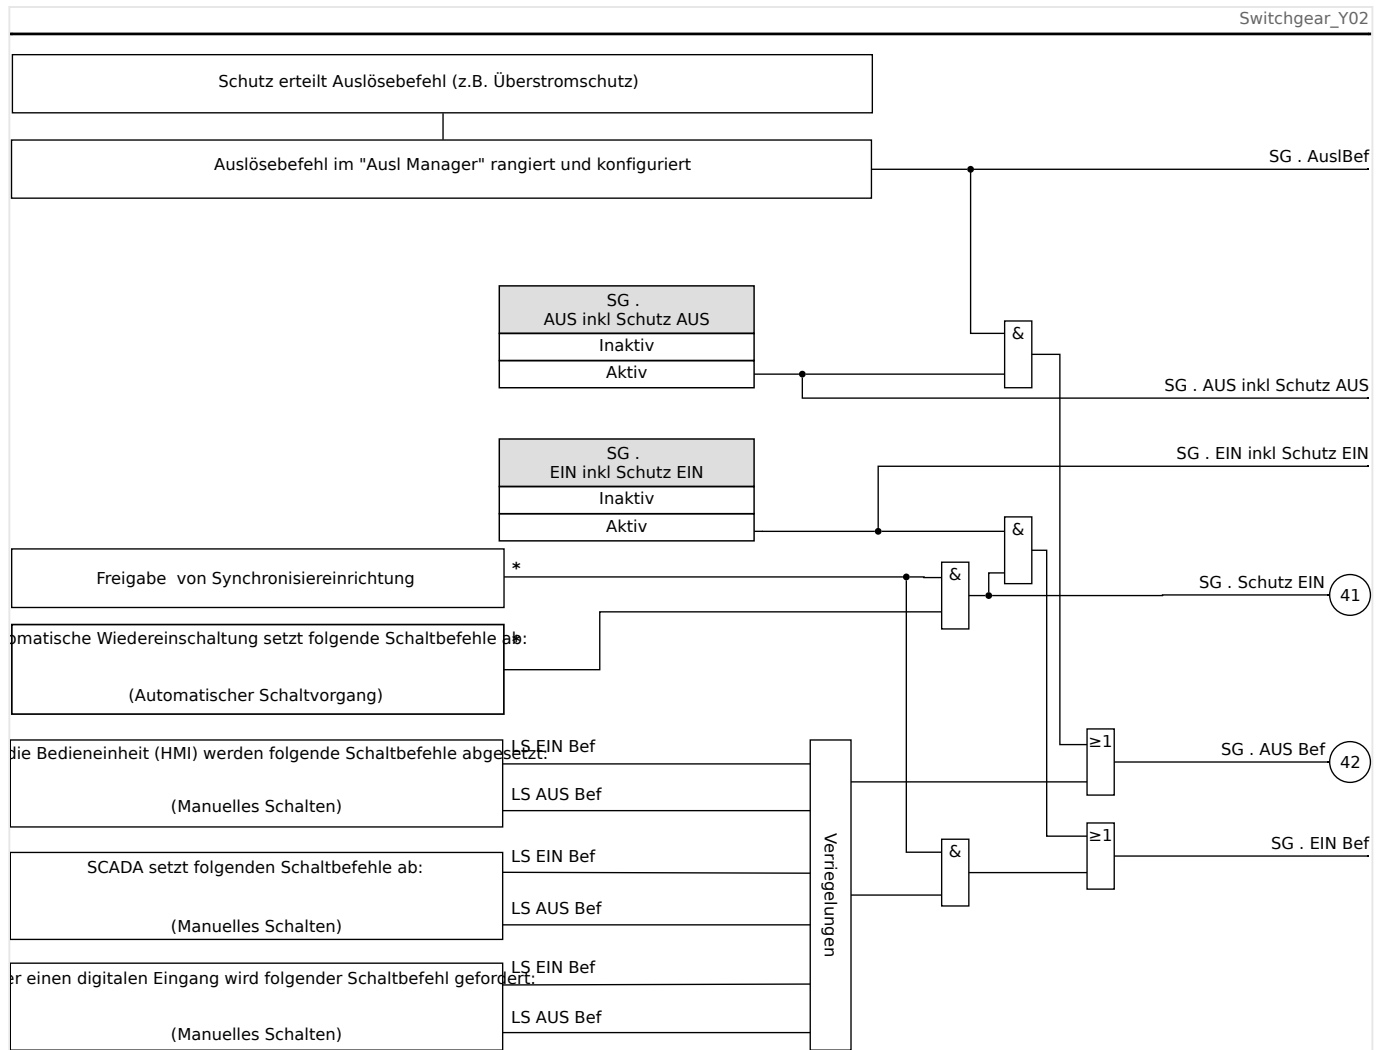 Switchgear_Y02
Schutz erteilt Auslösebefehl (z.B. Überstromschutz)
Auslösebefehl im "Ausl Manager" rangiert und konfiguriert
SG . AuslBef
SG .
AUS inkl Schutz AUS
Inaktiv
Aktiv
&
SG . AUS inkl Schutz AUS
SG .
EIN inkl Schutz EIN
Inaktiv
Aktiv
SG . EIN inkl Schutz EIN
&
Freigabe von Synchronisiereinrichtung
*
&
SG . Schutz EIN
41
Wiedereinschaltung setzt folgende Schaltbefehle ab:
*
(Automatischer Schaltvorgang)
die Bedieneinheit (HMI) werden folgende Schaltbefehle abgesetzt:
(Manuelles Schalten)
LS EIN Bef
LS AUS Bef
≥1
SG . AUS Bef
42
SCADA setzt folgenden Schaltbefehle ab:
(Manuelles Schalten)
LS EIN Bef
LS AUS Bef
Verriegelungen
&
≥1
SG . EIN Bef
einen digitalen Eingang wird folgender Schaltbefehl gefordert:
(Manuelles Schalten)
LS EIN Bef
LS AUS Bef